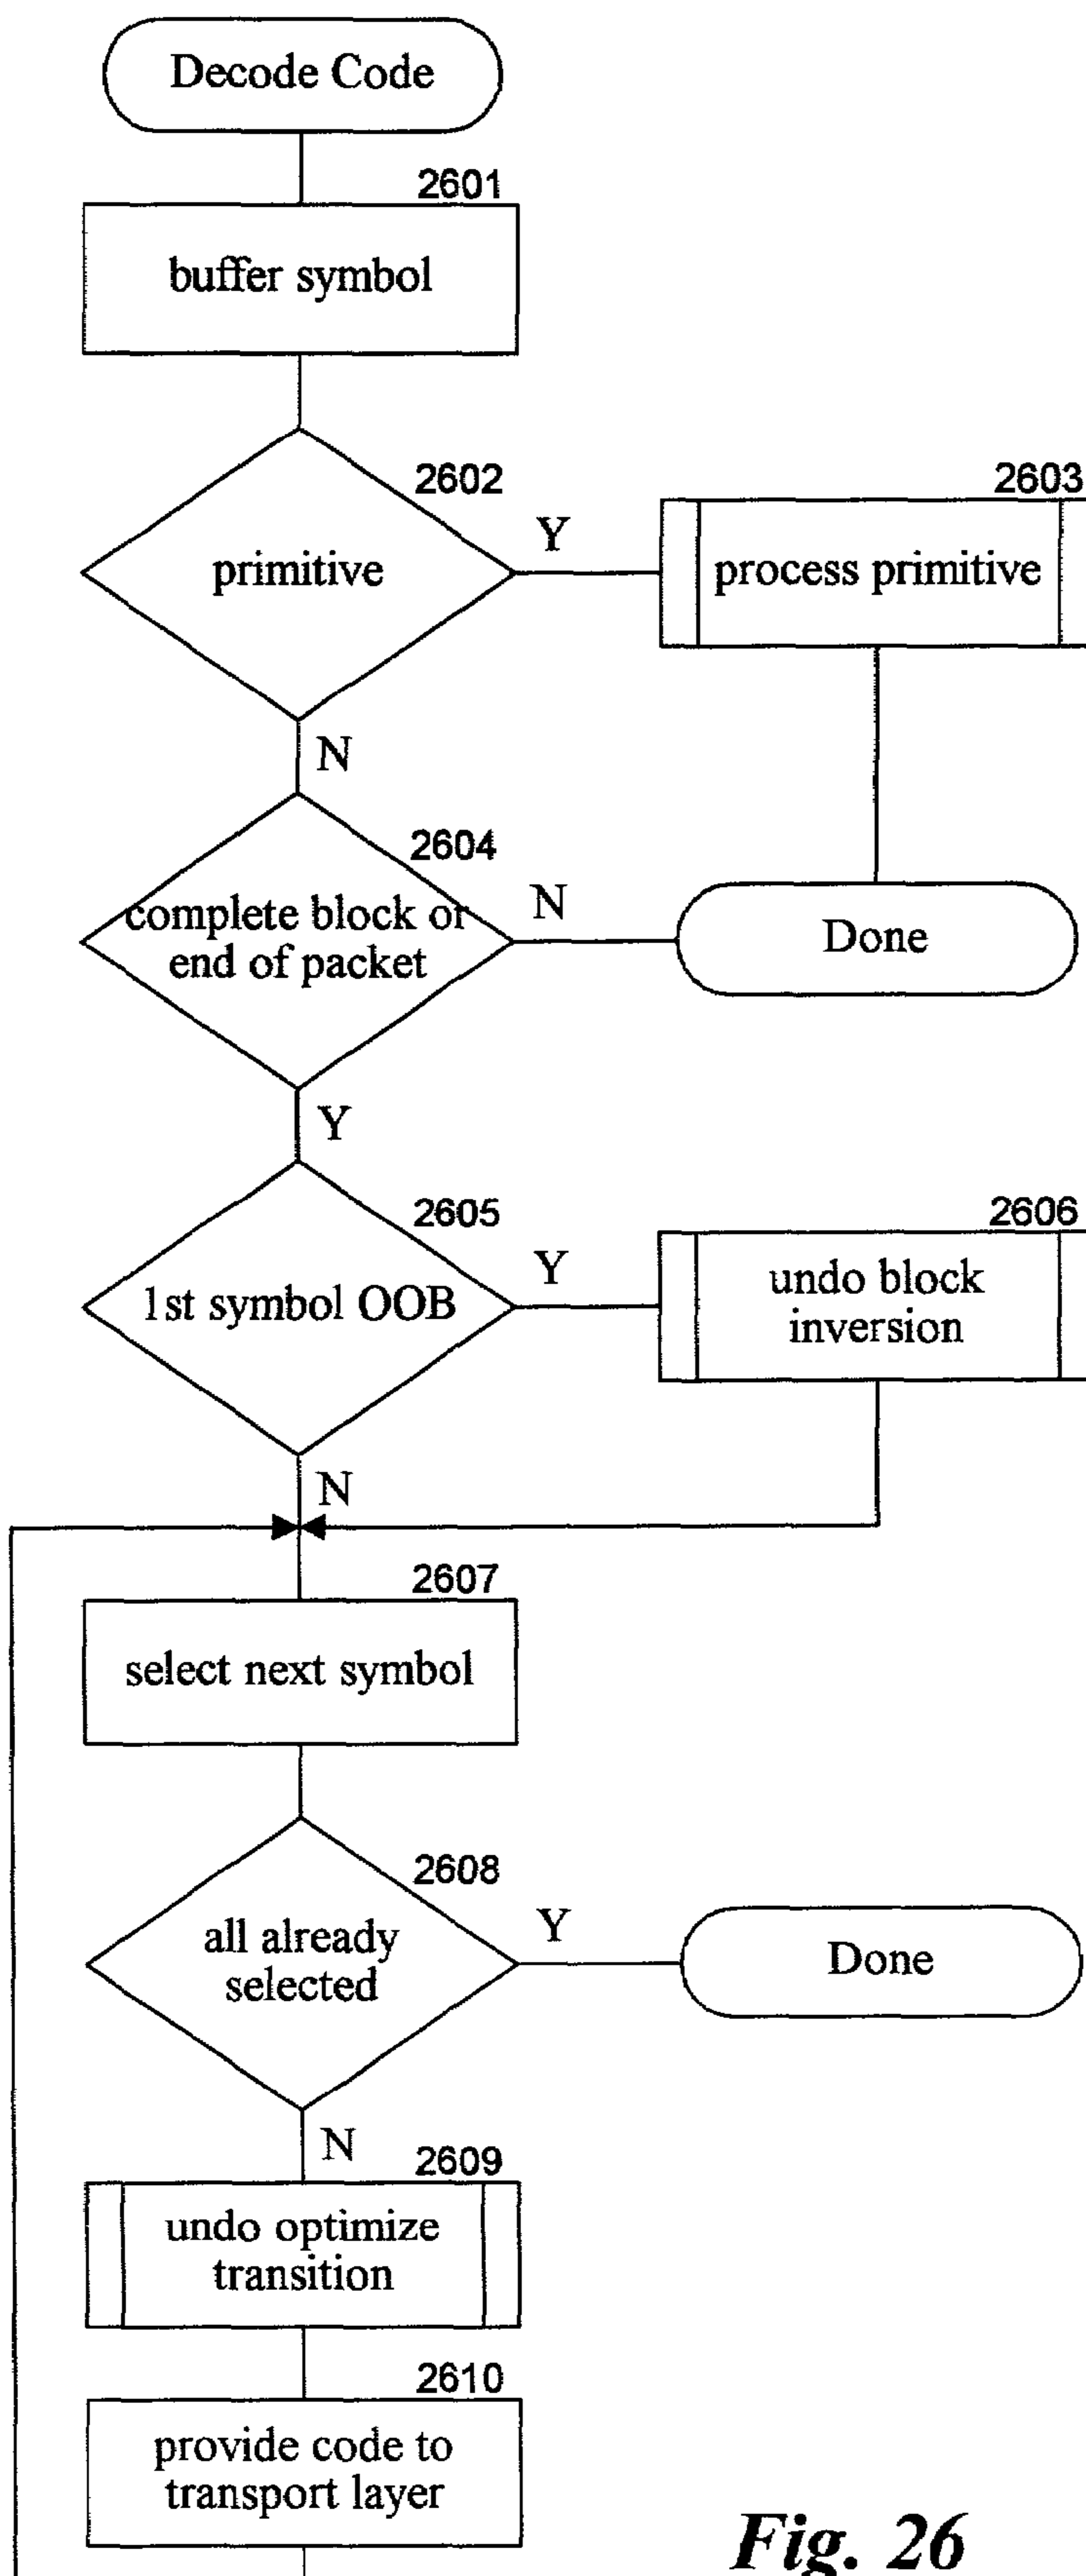 Decode Code
2601
buffer symbol
2602
primitive
Y
2603
process primitive
N
2604
complete block or
end of packet
N
Done
Y
2605
1st symbol OOB
Y
2606
undo block
inversion
N
2607
select next symbol
2608
all already
selected
Y
Done
N
2609
undo optimize
transition
2610
provide code to
transport layer
Fig. 26